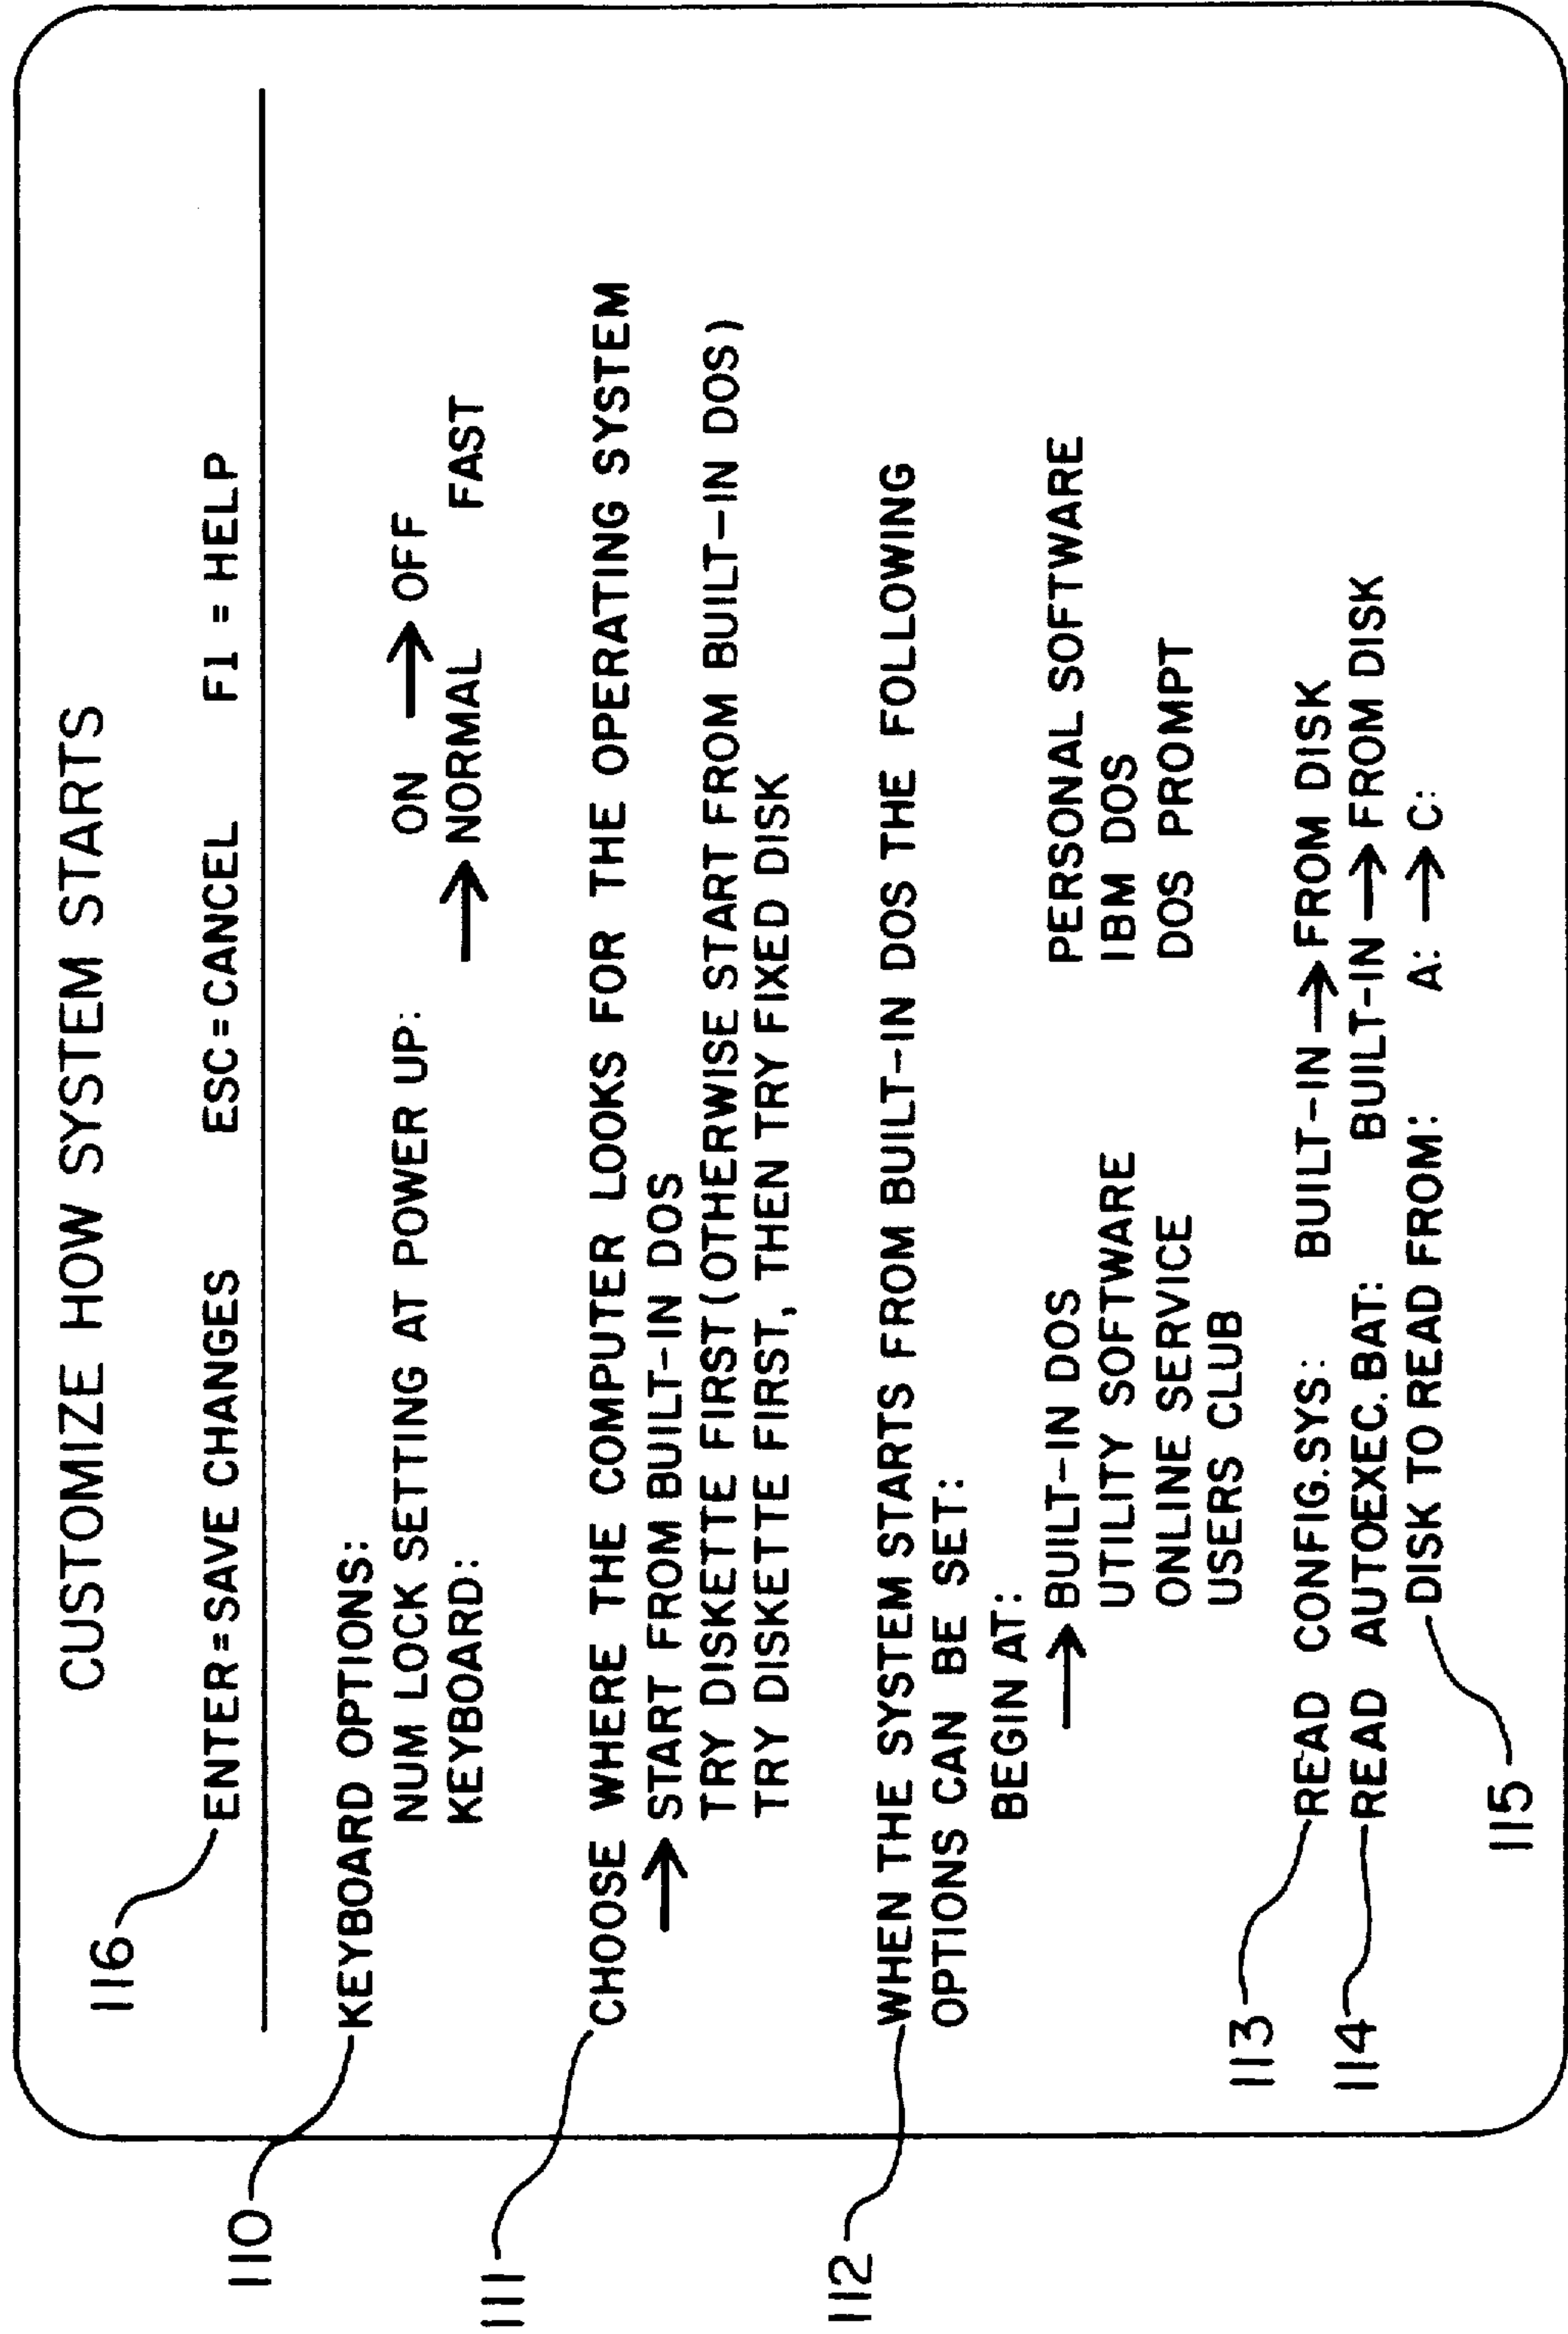 CUSTOMIZE HOW SYSTEM STARTS
116
ENTER=SAVE CHANGES ESC=CANCEL F1 = HELP
110
KEYBOARD OPTIONS:
NUM LOCK SETTING AT POWER UP: ON → OFF
KEYBOARD: → NORMAL FAST
111
CHOOSE WHERE THE COMPUTER LOOKS FOR THE OPERATING SYSTEM
→ START FROM BUILT-IN DOS
TRY DISKETTE FIRST (OTHERWISE START FROM BUILT-IN DOS)
TRY DISKETTE FIRST, THEN TRY FIXED DISK
112
WHEN THE SYSTEM STARTS FROM BUILT-IN DOS THE FOLLOWING
OPTIONS CAN BE SET:
BEGIN AT:
→ BUILT-IN DOS PERSONAL SOFTWARE
UTILITY SOFTWARE IBM DOS
ONLINE SERVICE DOS PROMPT
USERS CLUB
113
READ CONFIG.SYS: BUILT-IN → FROM DISK
114
READ AUTOEXEC.BAT: BUILT-IN → FROM DISK
DISK TO READ FROM: A: → C:
115